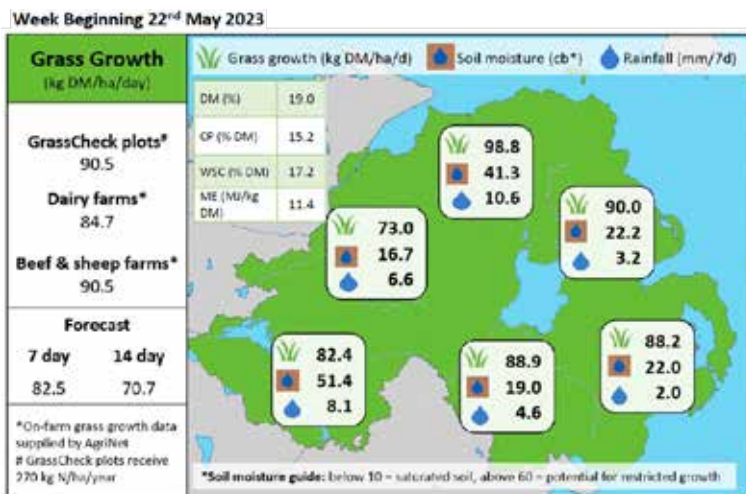 Week Beginning 22nd May 2023
Grass Growth
(kg DM/ha/day)
GrassCheck plots#
90.5
Dairy farms*
84.7
Beef & sheep farms*
90.5
Forecast
7 day 14 day
82.5 70.7
*On-farm grass growth data
supplied by AgriNet
# GrassCheck plots receive
270 kg N/ha/year
Grass growth (kg DM/ha/d) Soil moisture (cb*) Rainfall (mm/7d)
DM (%) 19.0
CP (% DM) 15.2
WSC (% DM) 17.2
ME (MJ/kg
DM) 11.4
98.8
41.3
10.6
73.0
16.7
6.6
90.0
22.2
3.2
82.4
51.4
8.1
88.9
19.0
4.6
88.2
22.0
2.0
*Soil moisture guide: below 10 = saturated soil, above 60 = potential for restricted growth